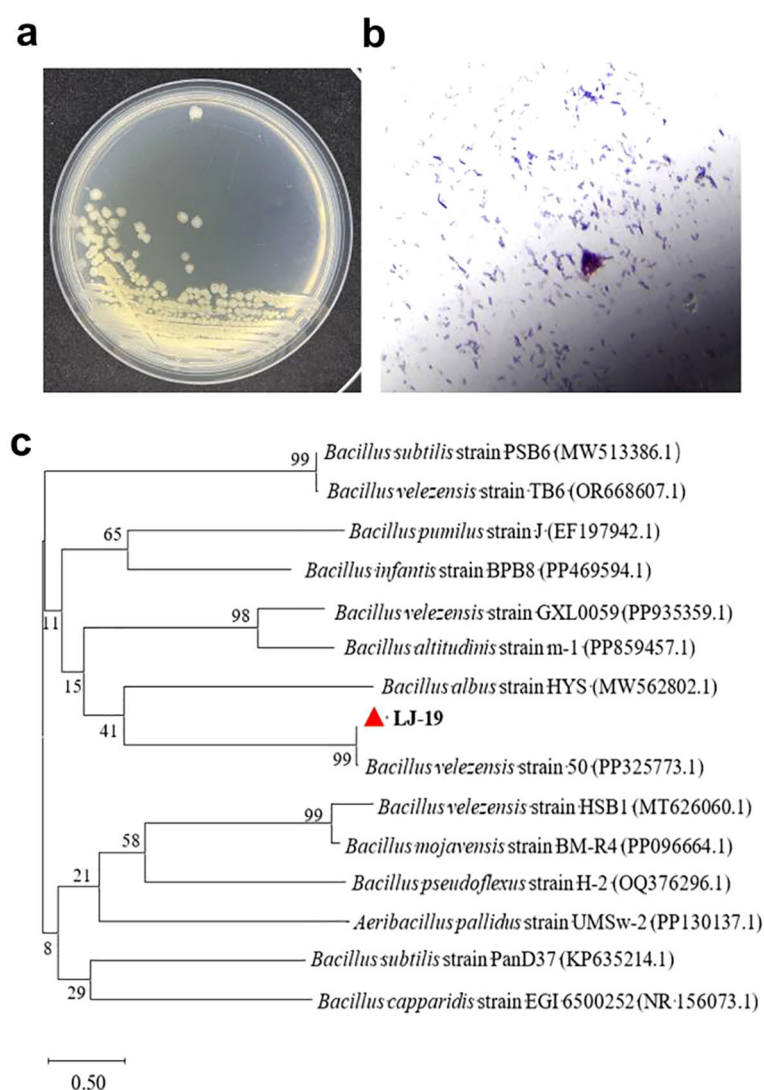 a
b
c
99
Bacillus subtilis strain PSB6 (MW513386.1)
Bacillus velezensis strain TB6 (OR668607.1)
65
Bacillus pumilus strain J (EF197942.1)
Bacillus infantis strain BPB8 (PP469594.1)
11
98
Bacillus velezensis strain GXL0059 (PP935359.1)
Bacillus altitudinis strain m-1 (PP859457.1)
15
Bacillus albus strain HYS (MW562802.1)
LJ-19
41
99
Bacillus velezensis strain 50 (PP325773.1)
99
Bacillus velezensis strain HSB1 (MT626060.1)
58
Bacillus mojavensis strain BM-R4 (PP096664.1)
21
Bacillus pseudoflexus strain H-2 (OQ376296.1)
Aeribacillus pallidus strain UMSw-2 (PP130137.1)
8
Bacillus subtilis strain PanD37 (KP635214.1)
29
Bacillus capparidis strain EGI 6500252 (NR 156073.1)
0.50